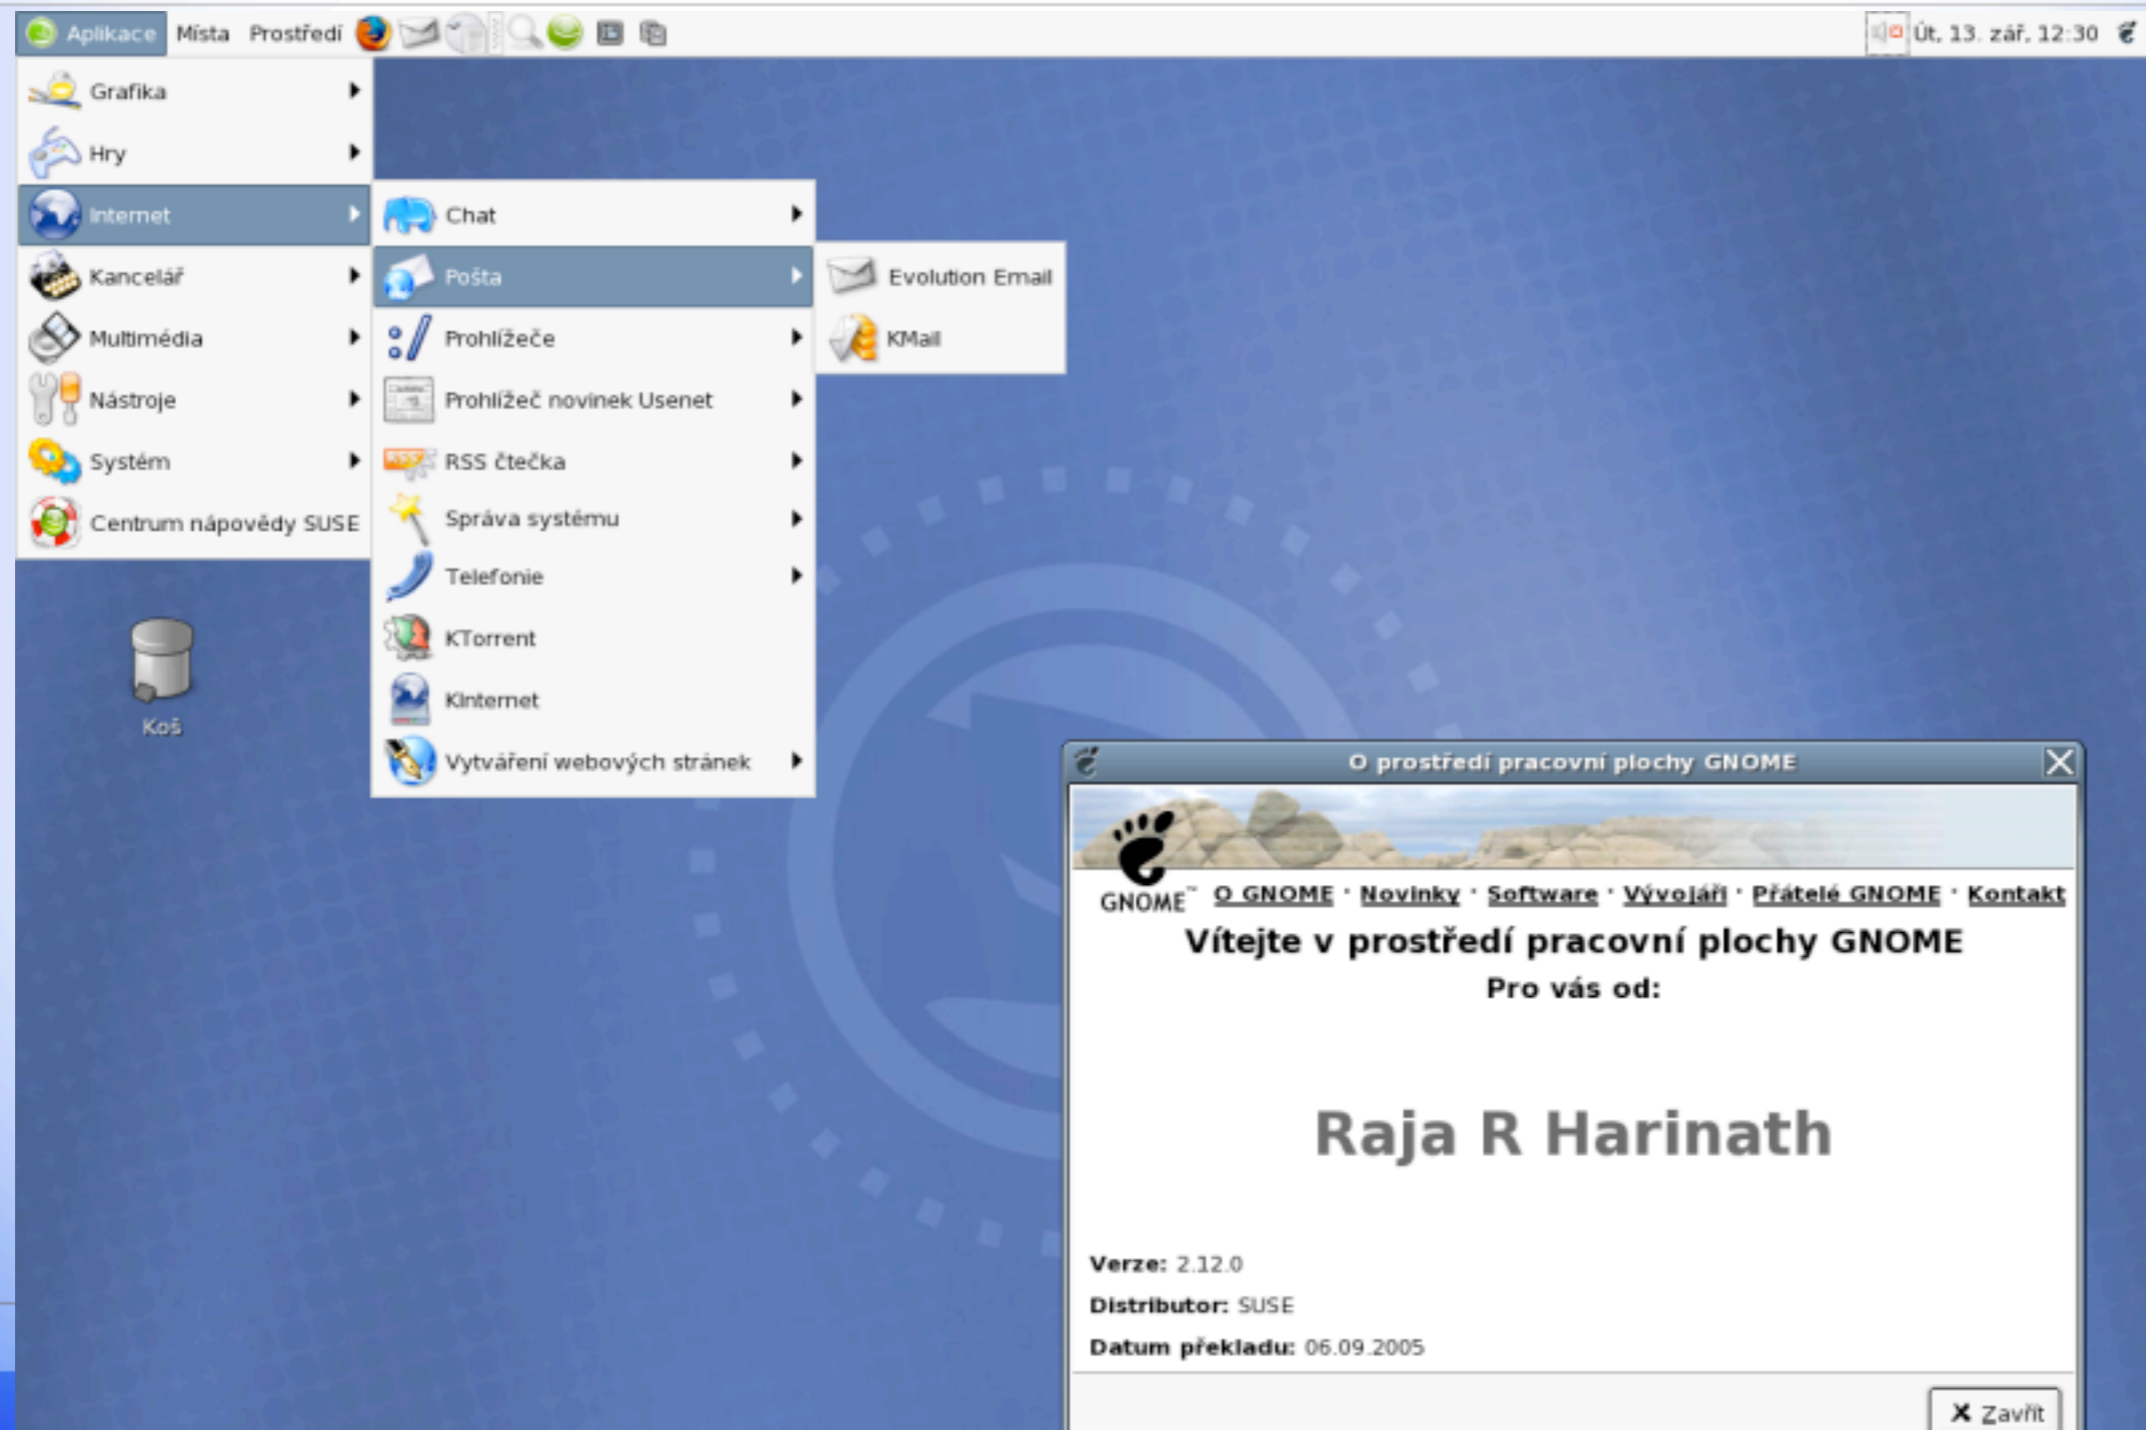 Aplikace Místa Prostředí Út, 13. zář, 12:30
Grafika
Hry
Internet
Kancelář
Multimédia
Nástroje
Systém
Centrum nápovědy SUSE
Chat
Pošta
Prohlížeče
Prohlížeč novinek Usenet
RSS čtečka
Správa systému
Telefonie
KTorrent
KInternet
Vytváření webových stránek
Evolution Email
KMail
Koš
O prostředí pracovní plochy GNOME
GNOME™ O GNOME · Novinky · Software · Vývojáři · Přátelé GNOME · Kontakt
Vítejte v prostředí pracovní plochy GNOME
Pro vás od:
Raja R Harinath
Verze: 2.12.0
Distributor: SUSE
Datum překladu: 06.09.2005
Zavřít